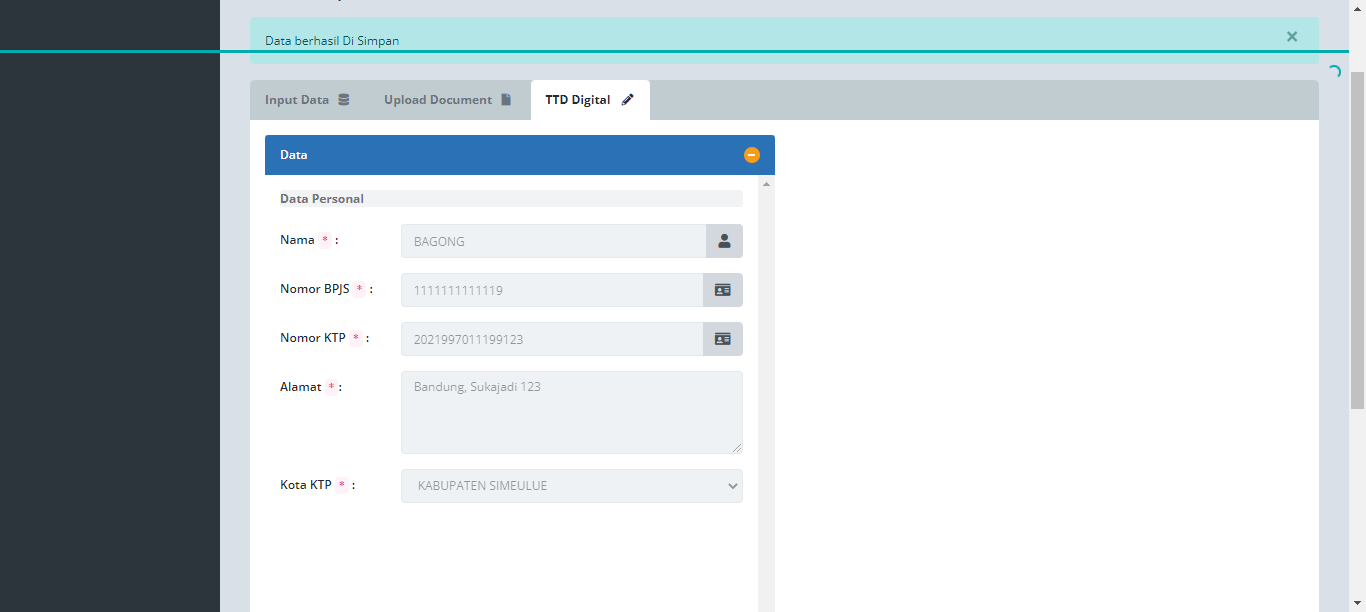 Data berhasil Di Simpan ×
Input Data Upload Document TTD Digital
Data
Data Personal
Nama * : BAGONG
Nomor BPJS * : 1111111111119
Nomor KTP * : 2021997011199123
Alamat * : Bandung, Sukajadi 123
Kota KTP * : KABUPATEN SIMEULUE